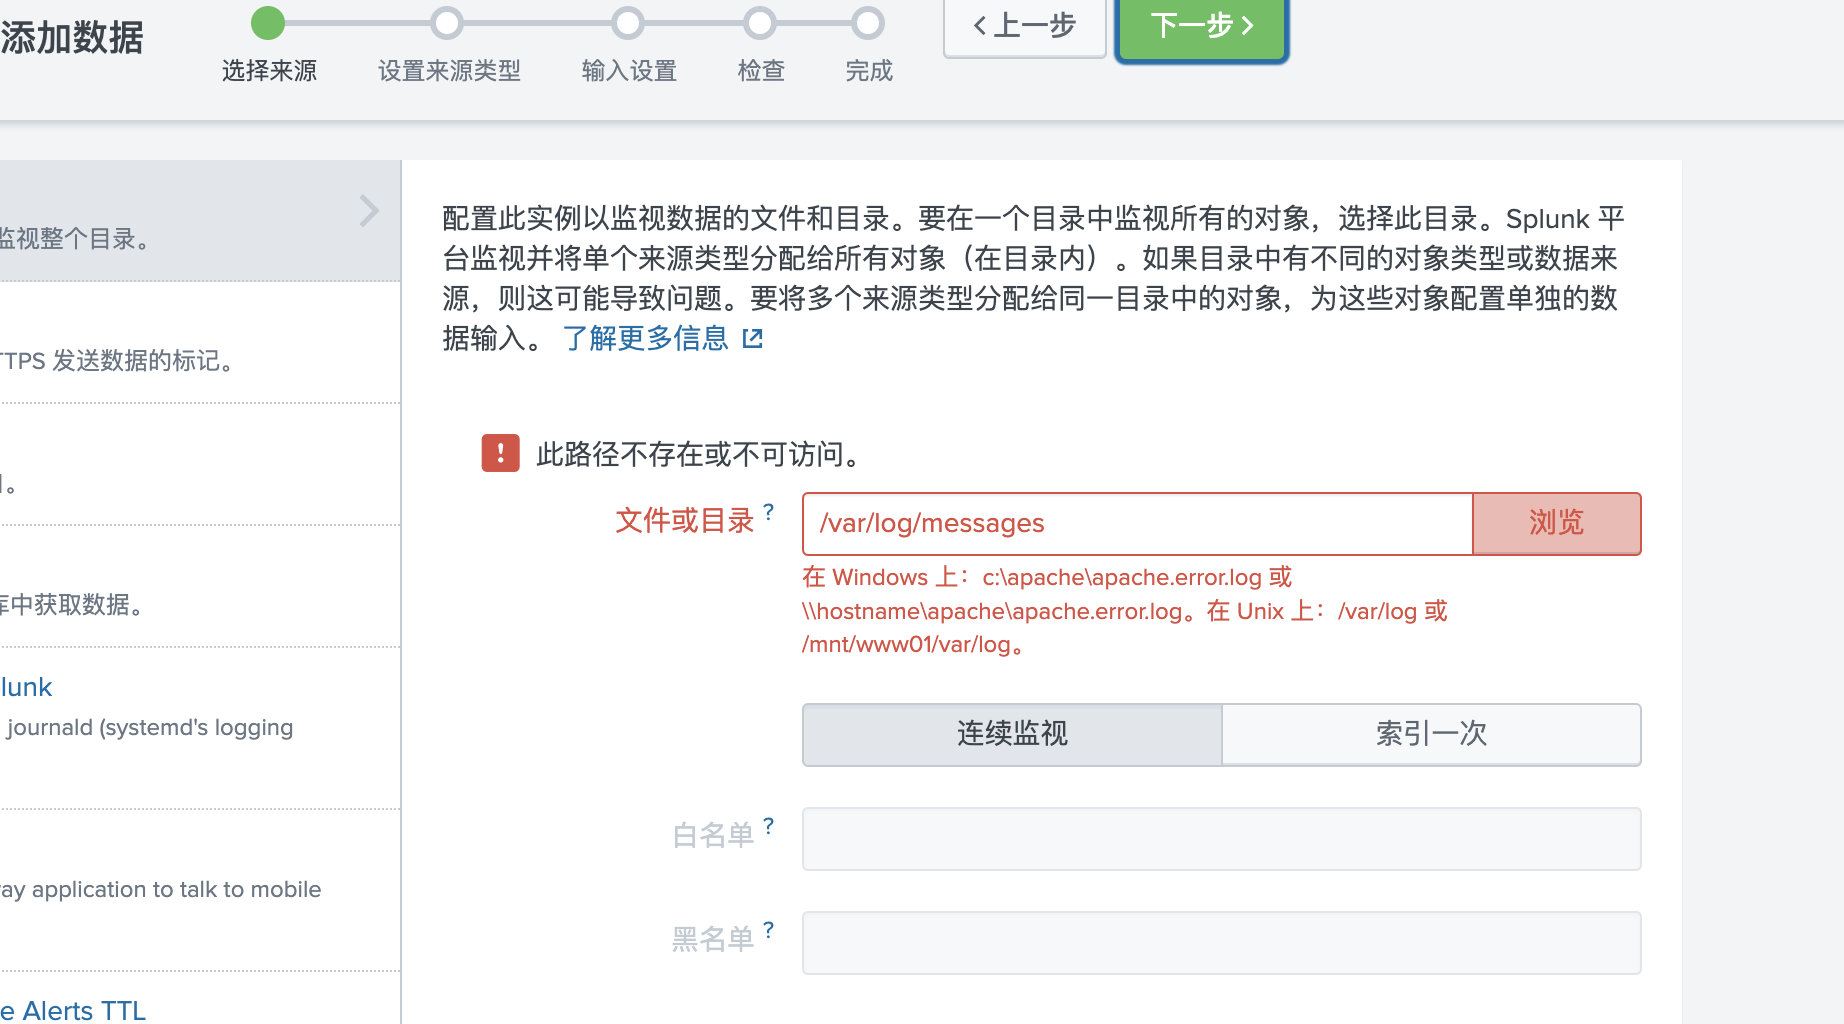 添加数据
选择来源
设置来源类型
输入设置
检查
完成
上一步
下一步
监视整个目录。
TTPS 发送数据的标记。
。
库中获取数据。
lunk
journald (systemd's logging
ay application to talk to mobile
e Alerts TTL
配置此实例以监视数据的文件和目录。要在一个目录中监视所有的对象，选择此目录。Splunk 平
台监视并将单个来源类型分配给所有对象（在目录内）。如果目录中有不同的对象类型或数据来
源，则这可能导致问题。要将多个来源类型分配给同一目录中的对象，为这些对象配置单独的数
据输入。 了解更多信息
! 此路径不存在或不可访问。
文件或目录 ?
/var/log/messages
浏览
在 Windows 上：c:\apache\apache.error.log 或
\\hostname\apache\apache.error.log。在 Unix 上：/var/log 或
/mnt/www01/var/log。
连续监视
索引一次
白名单 ?
黑名单 ?